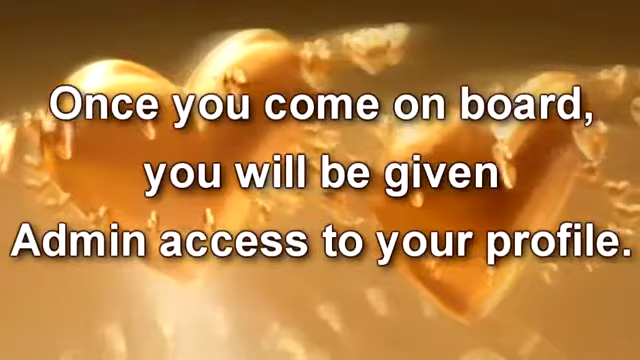 Once you come on board,
you will be given
Admin access to your profile.